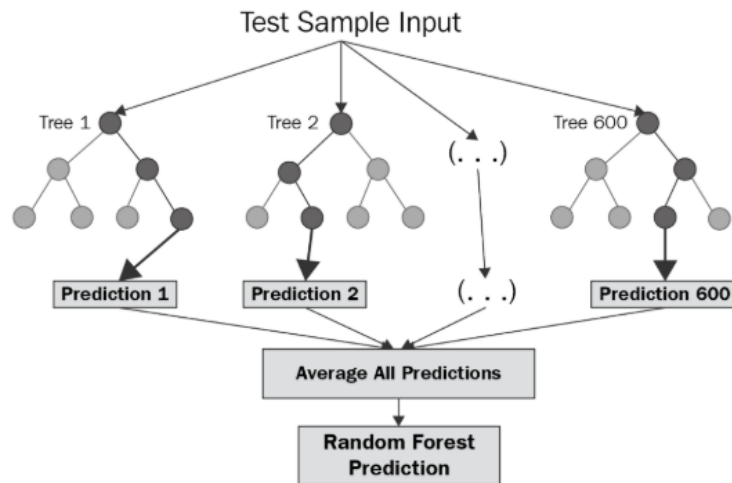 Test Sample Input
Tree 1
Tree 2
(. . .)
Tree 600
Prediction 1
Prediction 2
(. . .)
Prediction 600
Average All Predictions
Random Forest
Prediction